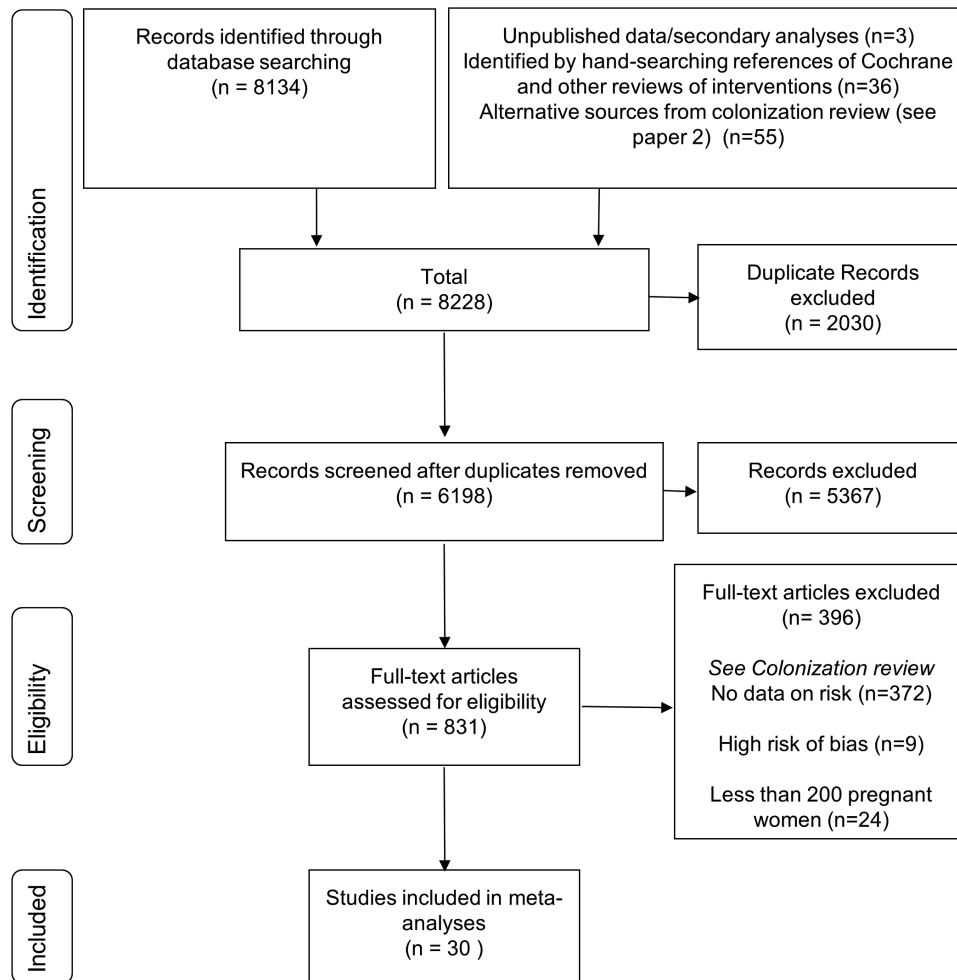 Identification
Records identified through
database searching
(n = 8134)
Unpublished data/secondary analyses (n=3)
Identified by hand-searching references of Cochrane
and other reviews of interventions (n=36)
Alternative sources from colonization review (see
paper 2)  (n=55)
Total
(n = 8228)
Duplicate Records
excluded
(n = 2030)
Screening
Records screened after duplicates removed
(n = 6198)
Records excluded
(n = 5367)
Eligibility
Full-text articles
assessed for eligibility
(n = 831)
Full-text articles excluded
(n= 396)
See Colonization review
No data on risk (n=372)
High risk of bias (n=9)
Less than 200 pregnant
women (n=24)
Included
Studies included in meta-
analyses
(n = 30 )